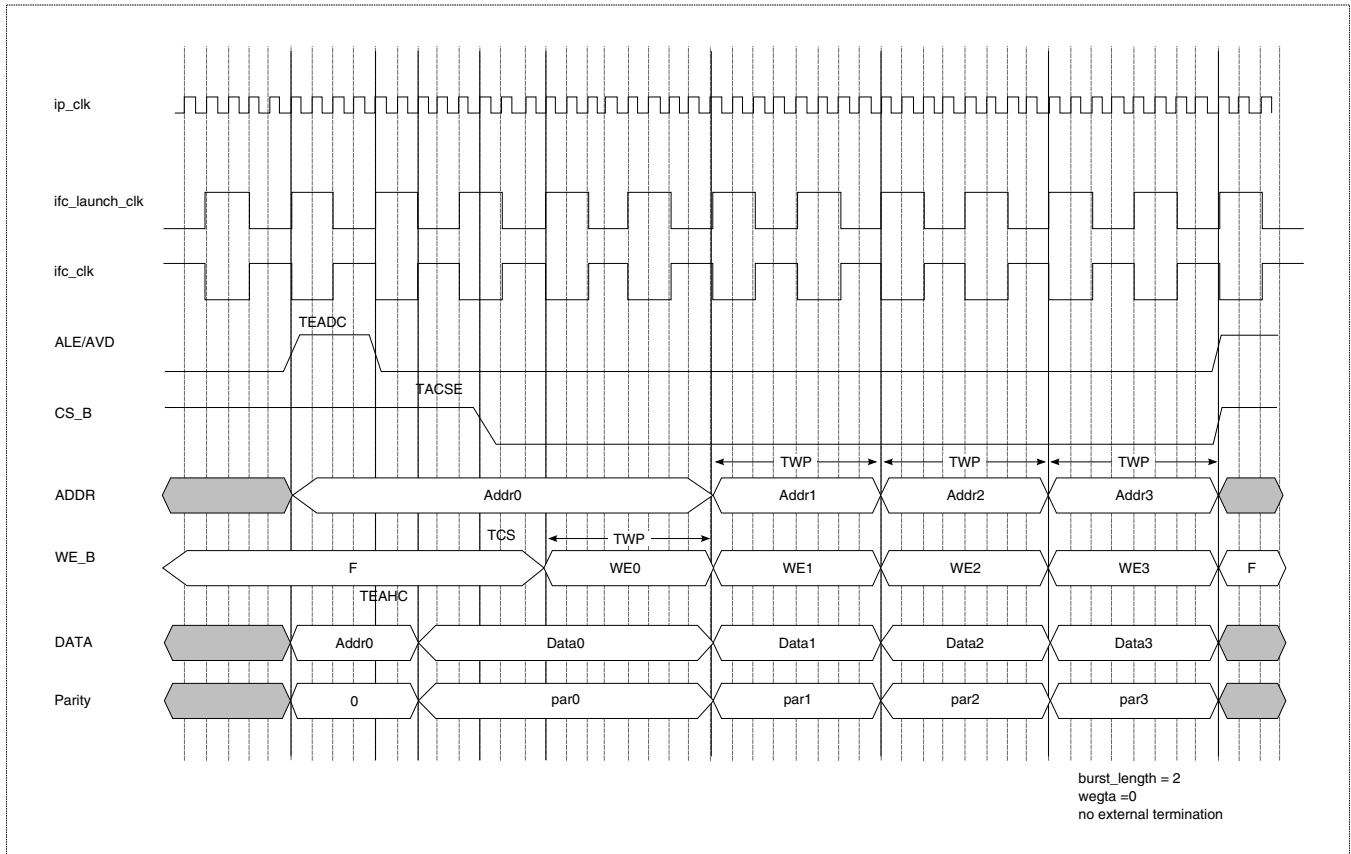 ip_clk
ifc_launch_clk
ifc_clk
TEADC
ALE/AVD
TACSE
CS_B
TWP TWP TWP
ADDR Addr0 Addr1 Addr2 Addr3
TCS TWP
WE_B F WE0 WE1 WE2 WE3 F
TEAHC
DATA Addr0 Data0 Data1 Data2 Data3
Parity 0 par0 par1 par2 par3
burst_length = 2
wegta =0
no external termination